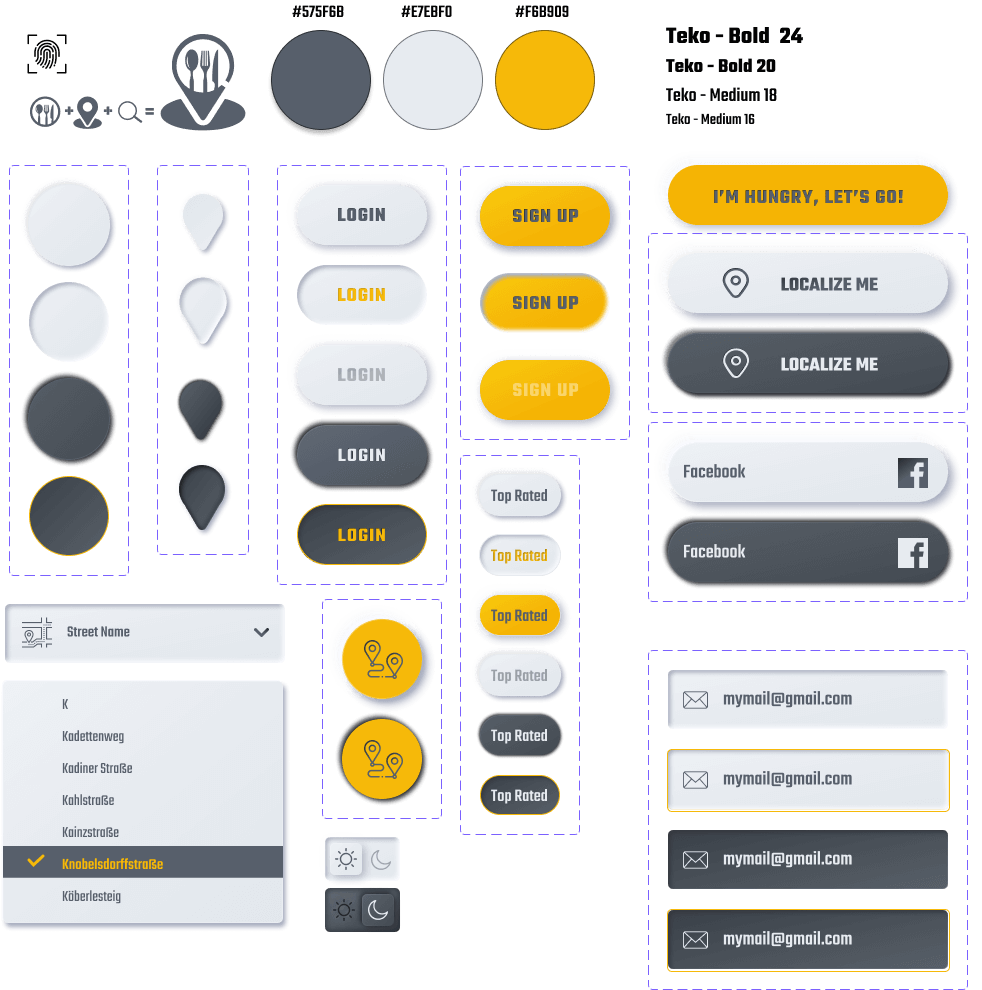 #575F6B
#E7EBF0
#F6B909
Teko - Bold 24
Teko - Bold 20
Teko - Medium 18
Teko - Medium 16
+ + =
LOGIN
LOGIN
LOGIN
LOGIN
LOGIN
SIGN UP
SIGN UP
SIGN UP
I'M HUNGRY, LET'S GO!
LOCALIZE ME
LOCALIZE ME
Facebook
Facebook
Top Rated
Top Rated
Top Rated
Top Rated
Top Rated
Top Rated
Street Name
K
Kadettenweg
Kadiner Straße
Kahlstraße
Kainzstraße
Knobelsdorffstraße
Käberlesteig
mymail@gmail.com
mymail@gmail.com
mymail@gmail.com
mymail@gmail.com